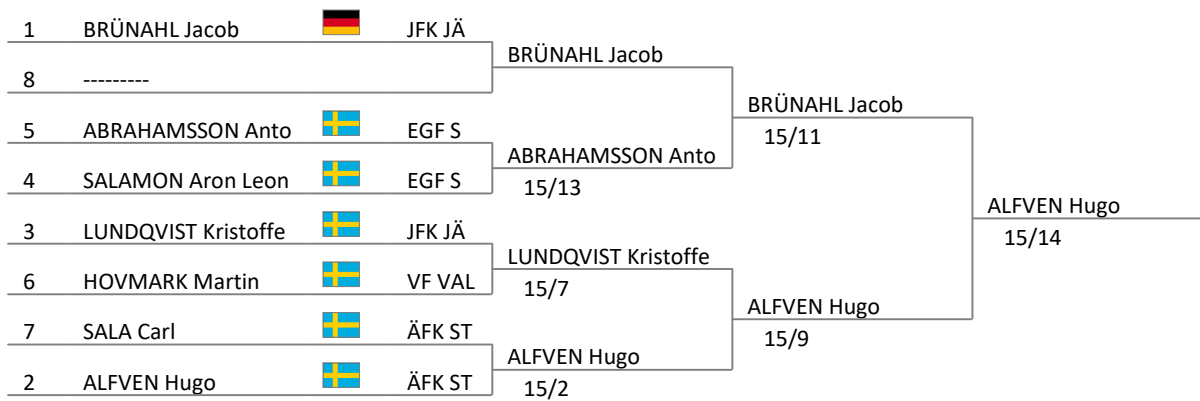 1 BRÜNAHL Jacob JFK JÄ
BRÜNAHL Jacob
8 ---------
BRÜNAHL Jacob
15/11
5 ABRAHAMSSON Anto EGF S
ABRAHAMSSON Anto
15/13
4 SALAMON Aron Leon EGF S
ALFVEN Hugo
15/14
3 LUNDQVIST Kristoffe JFK JÄ
LUNDQVIST Kristoffe
15/7
6 HOVMARK Martin VF VAL
ALFVEN Hugo
15/9
7 SALA Carl ÄFK ST
ALFVEN Hugo
15/2
2 ALFVEN Hugo ÄFK ST